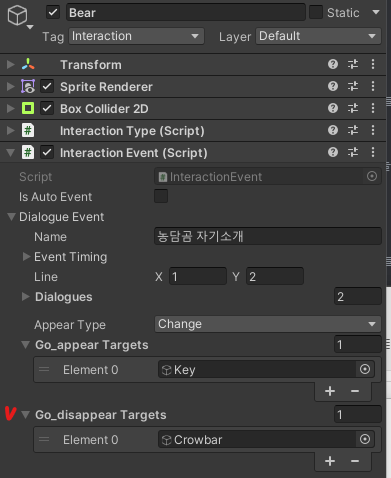 Bear
Static
Tag Interaction Layer Default
Transform
Sprite Renderer
Box Collider 2D
# Interaction Type (Script)
# Interaction Event (Script)
Script # InteractionEvent
Is Auto Event
Dialogue Event
Name 농담곰 자기소개
Event Timing
Line X 1 Y 2
Dialogues 2
Appear Type Change
Go_appear Targets 1
Element 0 Key
+ −
Go_disappear Targets 1
Element 0 Crowbar
+ −